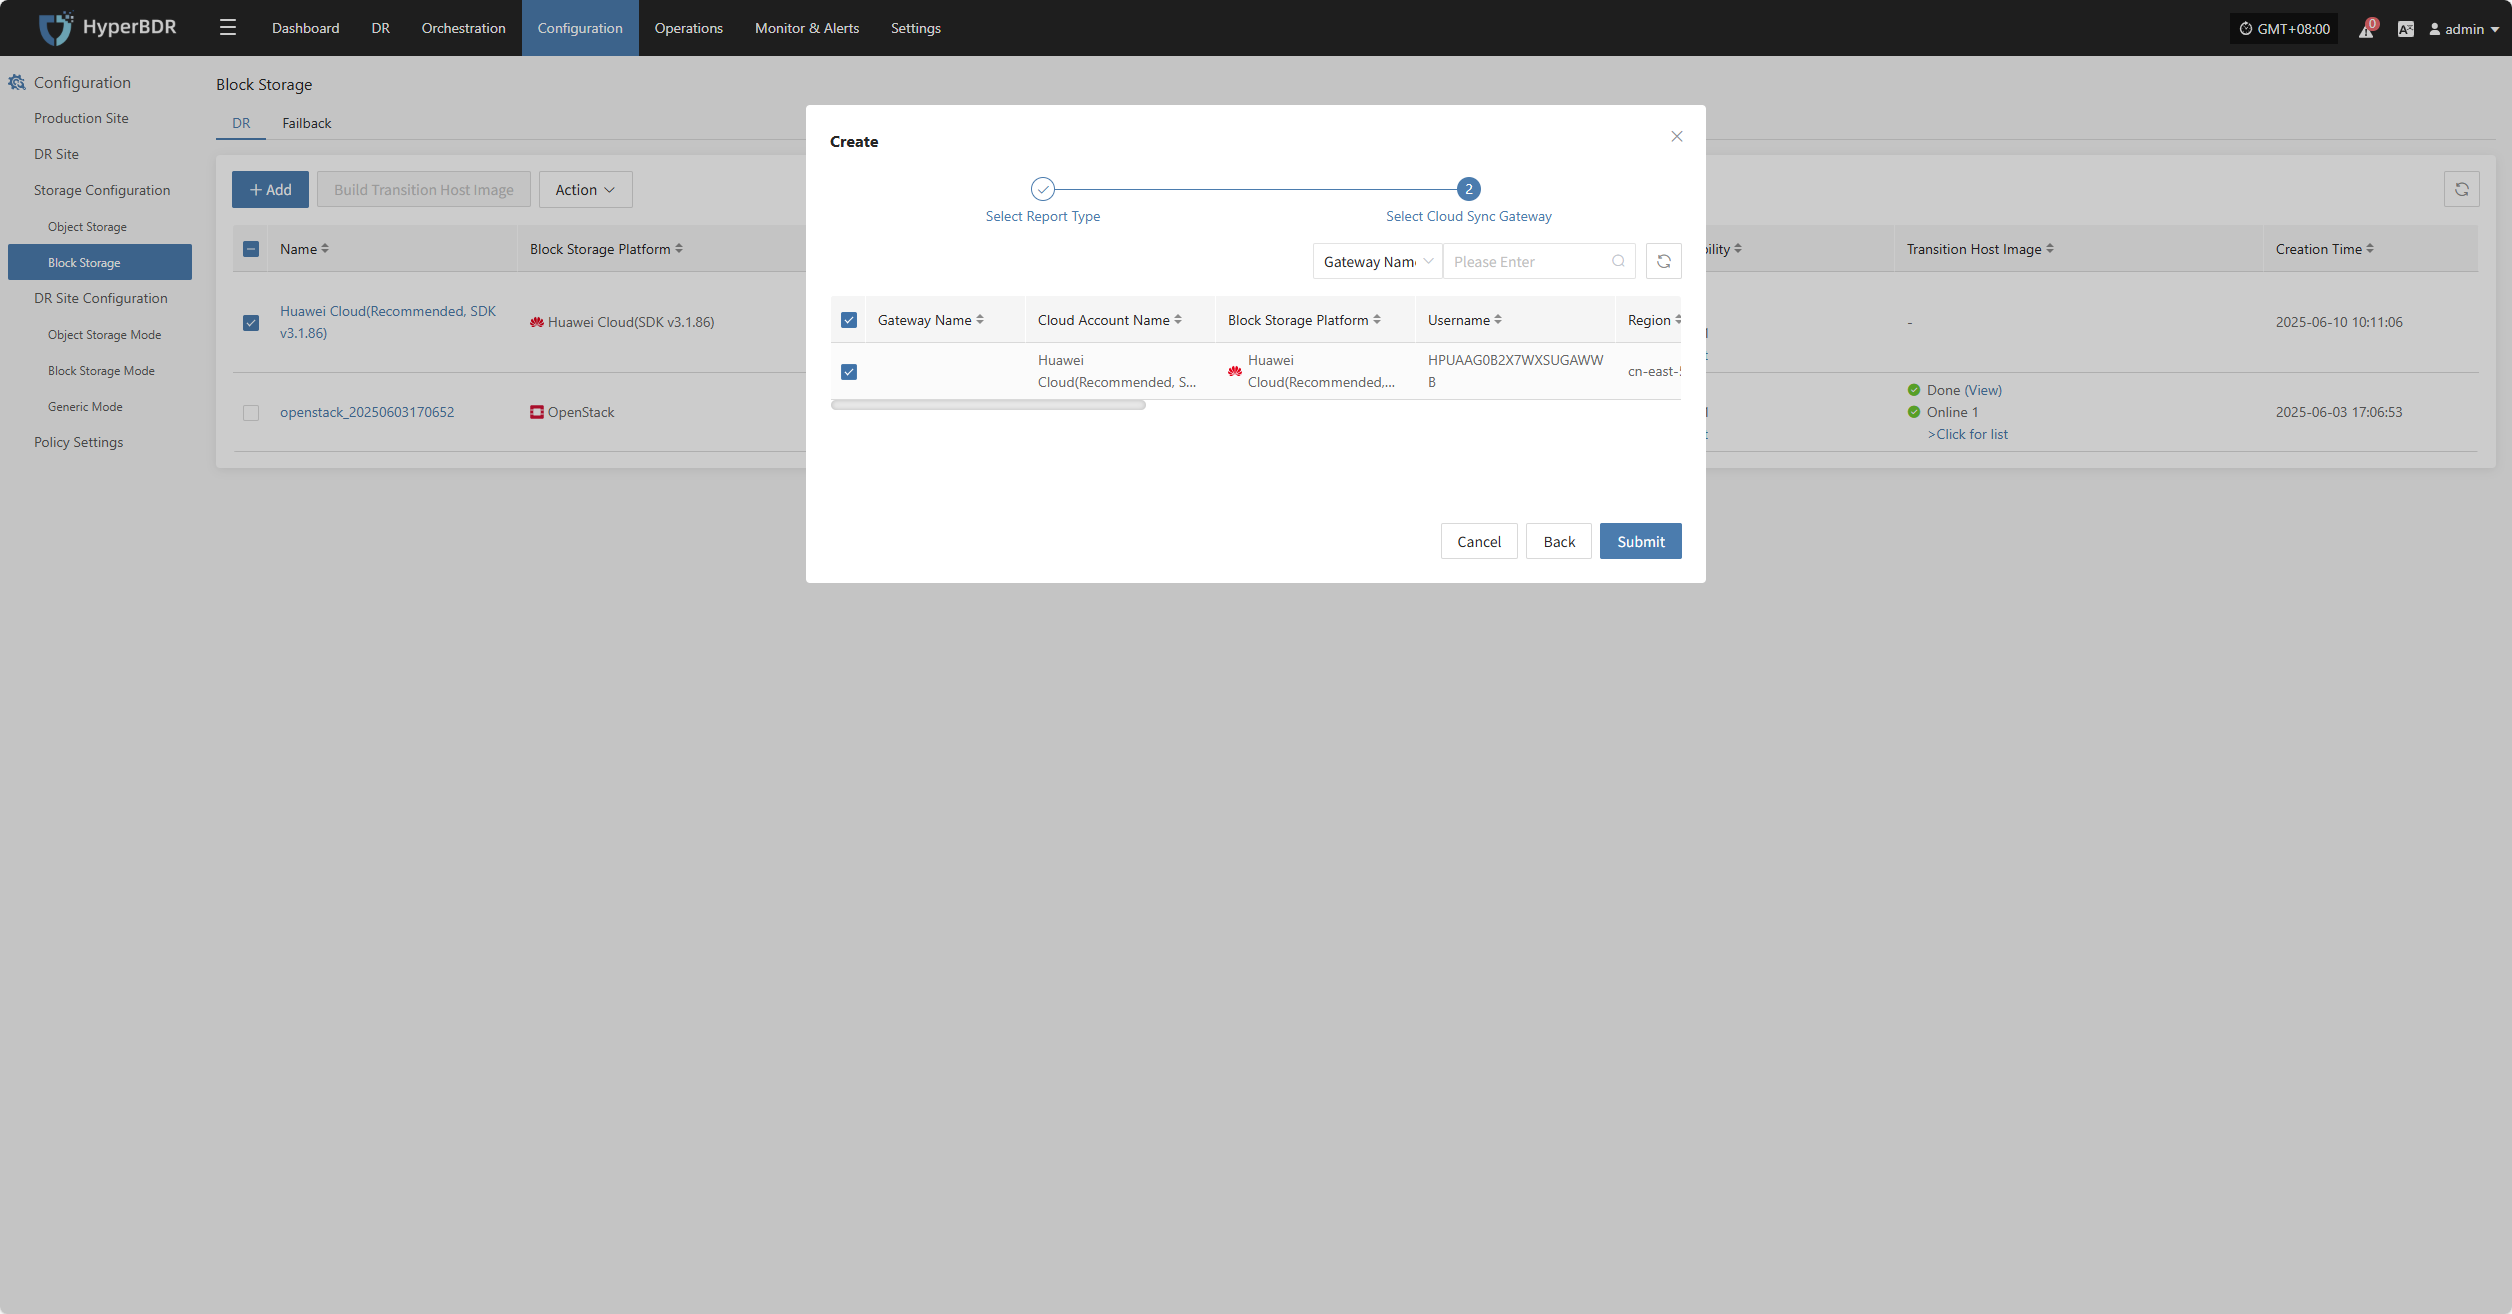 HyperBDR
Dashboard
DR
Orchestration
Configuration
Operations
Monitor & Alerts
Settings
GMT+08:00
0
admin
Configuration
Production Site
DR Site
Storage Configuration
Object Storage
Block Storage
DR Site Configuration
Object Storage Mode
Block Storage Mode
Generic Mode
Policy Settings
Block Storage
DR
Failback
+ Add
Build Transition Host Image
Action
Name
Block Storage Platform
Transition Host Image
Creation Time
Huawei Cloud(Recommended, SDK
v3.1.86)
Huawei Cloud(SDK v3.1.86)
-
2025-06-10 10:11:06
openstack_20250603170652
OpenStack
Done (View)
Online 1
>Click for list
2025-06-03 17:06:53
Create
2
Select Report Type
Select Cloud Sync Gateway
Gateway Nam
Please Enter
Gateway Name
Cloud Account Name
Block Storage Platform
Username
Region
Huawei
Cloud(Recommended, S...
Huawei
Cloud(Recommended,...
HPUAAG0B2X7WXSUGAWW
B
cn-east-
Cancel
Back
Submit